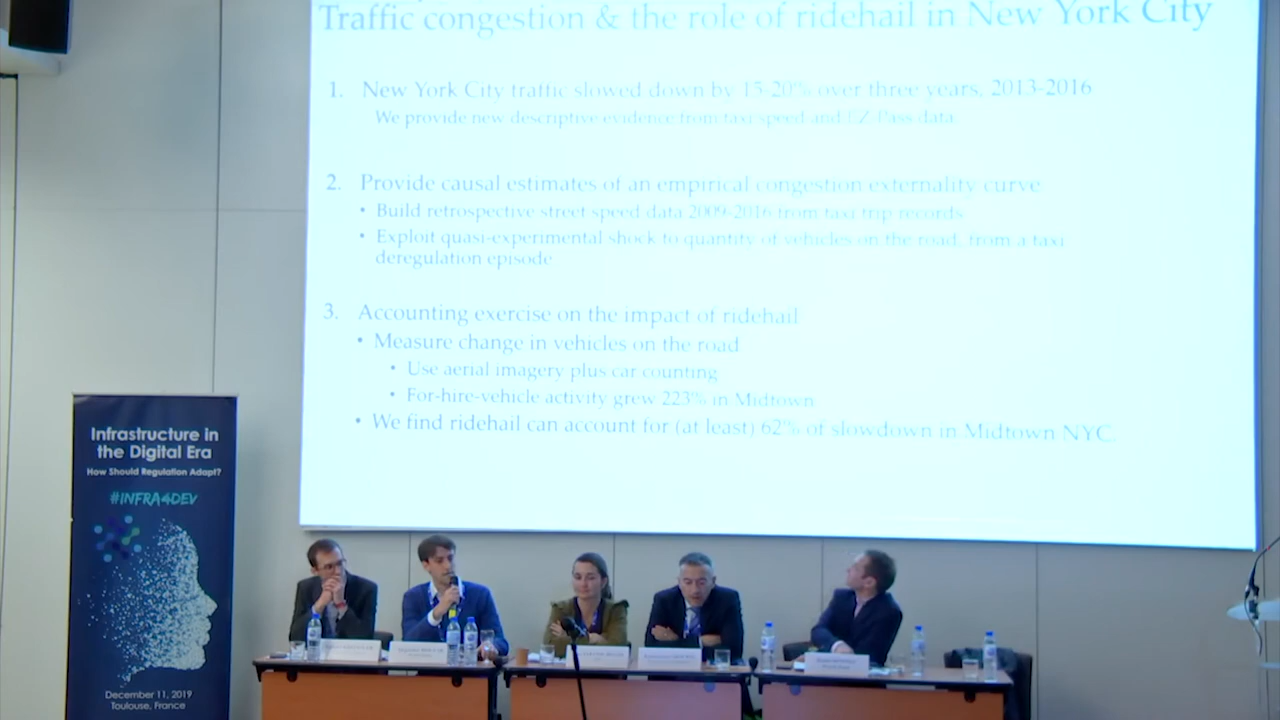 Traffic congestion & the role of ridehail in New York City
1. New York City traffic slowed down by 15-20% over three years, 2013-2016
We provide new descriptive evidence from taxi speed and EZ-Pass data
2. Provide causal estimates of an empirical congestion externality curve
• Build retrospective street speed data 2009-2016 from taxi trip records
• Exploit quasi-experimental shock to quantity of vehicles on the road, from a taxi
deregulation episode
3. Accounting exercise on the impact of ridehail
• Measure change in vehicles on the road
• Use aerial imagery plus car counting
• For-hire-vehicle activity grew 223% in Midtown
• We find ridehail can account for (at least) 62% of slowdown in Midtown NYC
Infrastructure in
the Digital Era
How Should Regulation Adapt?
#INFRA4DEV
December 11, 2019
Toulouse, France